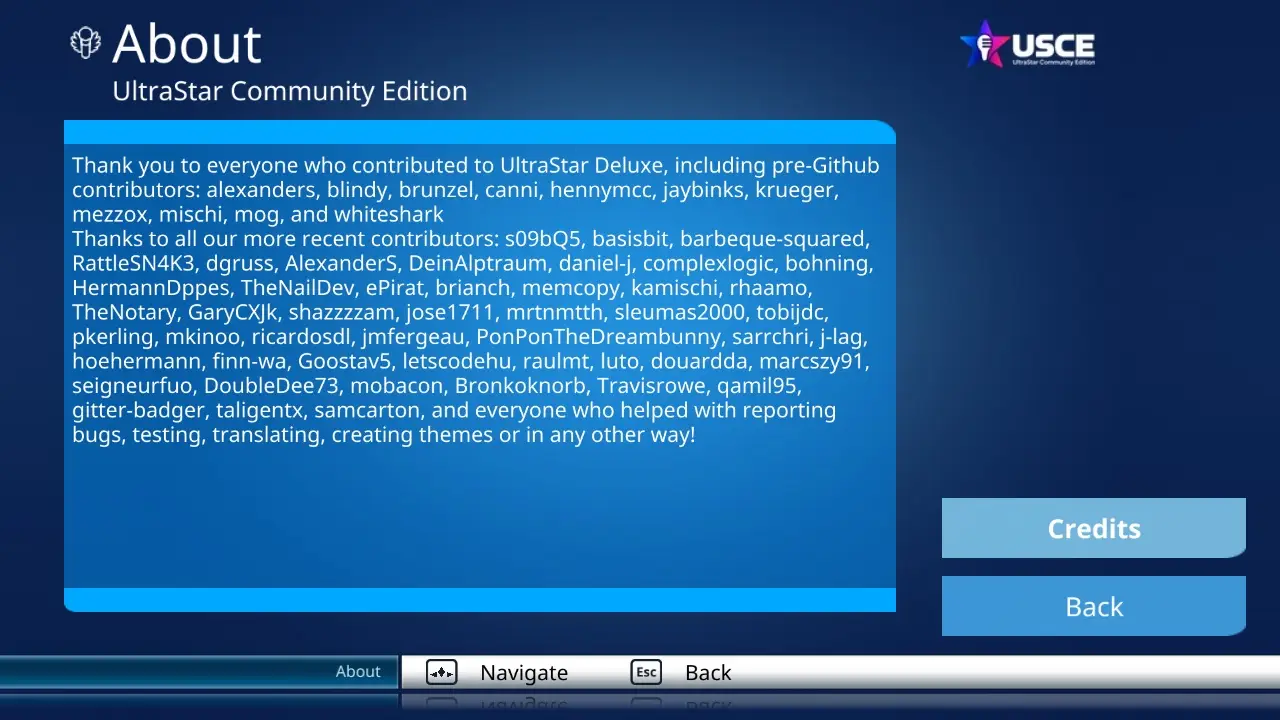 About
UltraStar Community Edition
USCE
UltraStar Community Edition
Thank you to everyone who contributed to UltraStar Deluxe, including pre-Github
contributors: alexanders, blindy, brunzel, canni, hennymcc, jaybinks, krueger,
mezzox, mischi, mog, and whiteshark
Thanks to all our more recent contributors: s09bQ5, basisbit, barbeque-squared,
RattleSN4K3, dgruss, AlexanderS, DeinAlptraum, daniel-j, complexlogic, bohning,
HermannDppes, TheNailDev, ePirat, brianch, memcopy, kamischi, rhaamo,
TheNotary, GaryCXJk, shazzzzam, jose1711, mrtnmtth, sleumas2000, tobijdc,
pkerling, mkinoo, ricardosdl, jmfergeau, PonPonTheDreambunny, sarrchri, j-lag,
hoehermann, finn-wa, Goostav5, letscodehu, raulmt, luto, douardda, marcszy91,
seigneurfuo, DoubleDee73, mobacon, Bronkoknorb, Travisrowe, qamil95,
gitter-badger, taligentx, samcarton, and everyone who helped with reporting
bugs, testing, translating, creating themes or in any other way!
Credits
Back
About
Navigate
Esc
Back